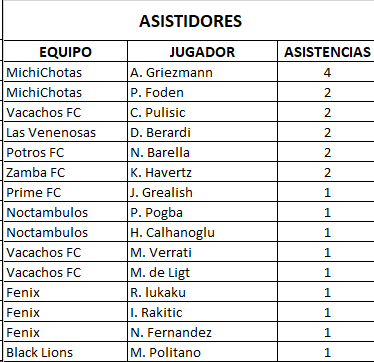 ASISTIDORES
EQUIPO JUGADOR ASISTENCIAS
MichiChotas A. Griezmann 4
MichiChotas P. Foden 2
Vacachos FC C. Pulisic 2
Las Venenosas D. Berardi 2
Potros FC N. Barella 2
Zamba FC K. Havertz 2
Prime FC J. Grealish 1
Noctambulos P. Pogba 1
Noctambulos H. Calhanoglu 1
Vacachos FC M. Verrati 1
Vacachos FC M. de Ligt 1
Fenix R. lukaku 1
Fenix I. Rakitic 1
Fenix N. Fernandez 1
Black Lions M. Politano 1